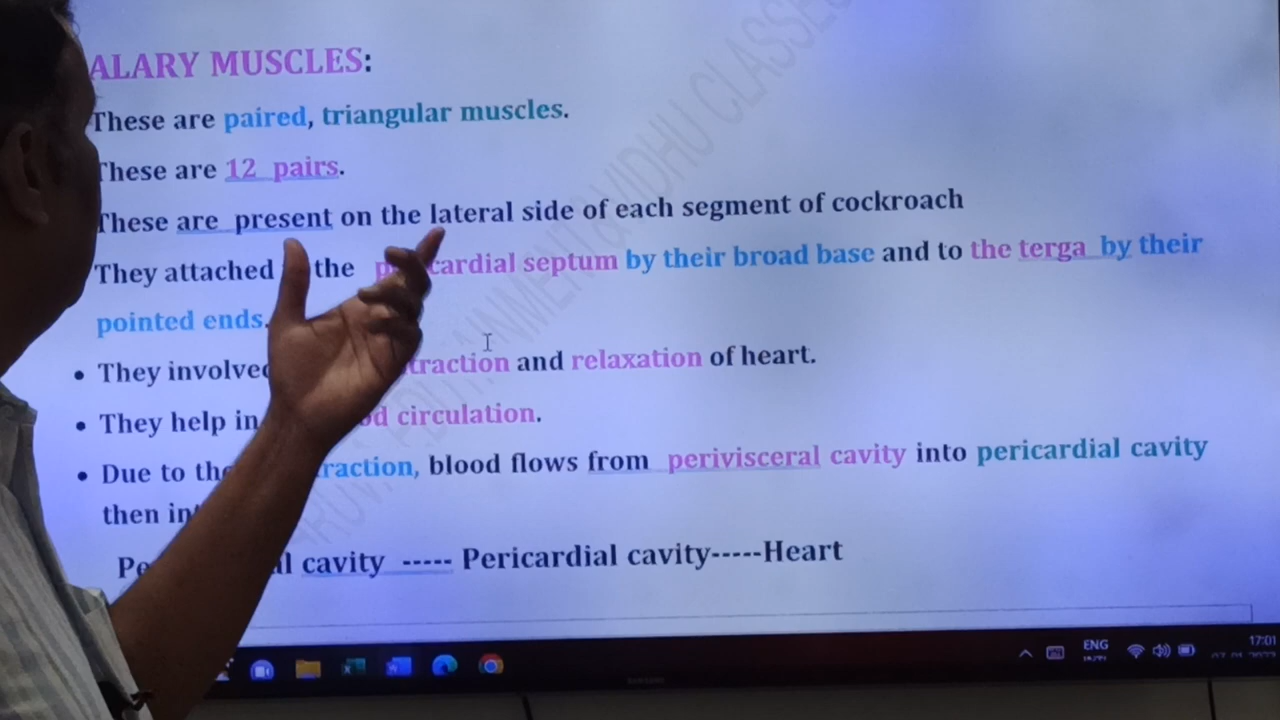 ALARY MUSCLES:
These are paired, triangular muscles.
These are 12 pairs.
These are present on the lateral side of each segment of cockroach
They attached the cardial septum by their broad base and to the terga by their
pointed ends.
• They involved traction and relaxation of heart.
• They help in d circulation.
• Due to the raction, blood flows from perivisceral cavity into pericardial cavity
then int
Pe l cavity ----- Pericardial cavity-----Heart
ENG
17:01